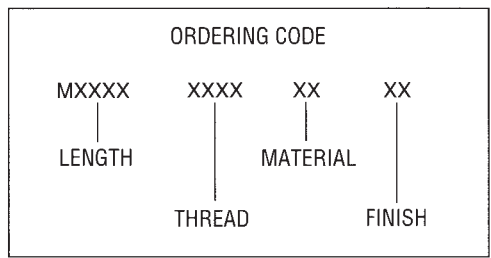 ORDERING CODE
MXXXX XXXX XX XX
LENGTH MATERIAL
THREAD FINISH